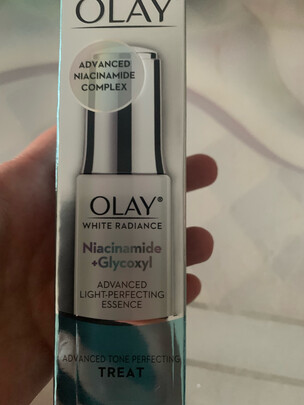 OLAY
ADVANCED
NIACINAMIDE
COMPLEX
OLAY®
WHITE RADIANCE
Niacinamide
+Glycoxyl
ADVANCED
LIGHT-PERFECTING
ESSENCE
ADVANCED TONE PERFECTING
TREAT